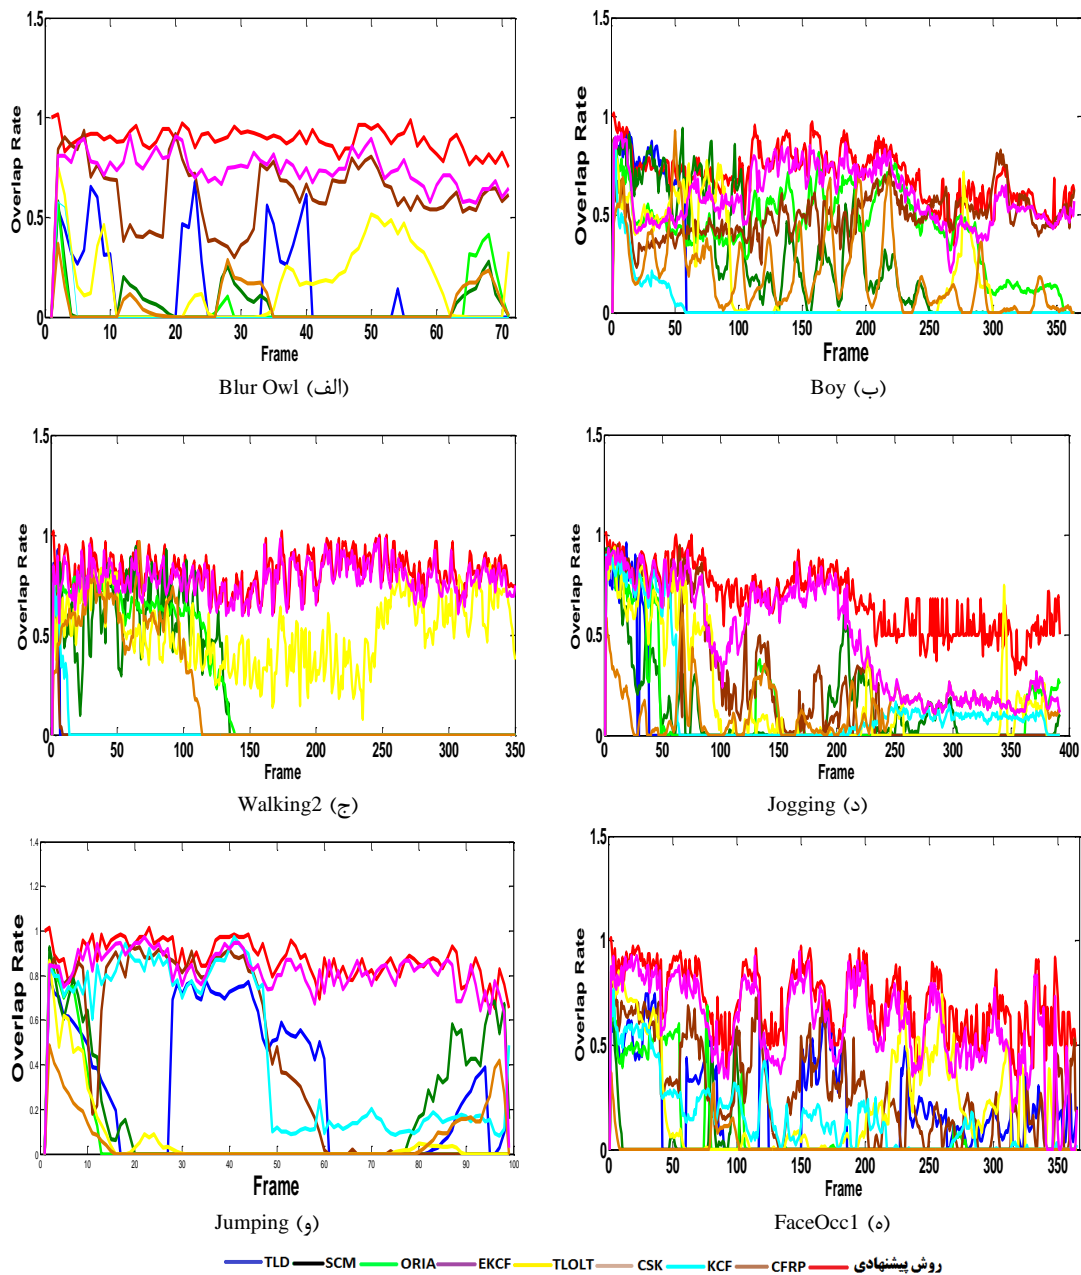 1.5
1
0.5
0
Overlap Rate
0 10 20 30 40 50 60 70
Frame
Blur Owl (الف)
1.5
1
0.5
0
Overlap Rate
0 50 100 150 200 250 300 350
Frame
Boy (ب)
1.5
1
0.5
0
Overlap Rate
0 50 100 150 200 250 300 350
Frame
Walking2 (ج)
1.5
1
0.5
0
Overlap Rate
0 50 100 150 200 250 300 350 400
Frame
Jogging (د)
1.4
1.2
1
0.8
0.6
0.4
0.2
0
Overlap Rate
0 10 20 30 40 50 60 70 80 90 100
Frame
Jumping (و)
1.5
1
0.5
0
Overlap Rate
0 50 100 150 200 250 300 350
Frame
FaceOcc1 (ه)
TLD SCM ORIA EKCF TLOLT CSK KCF CFRP روش پیشنهادی